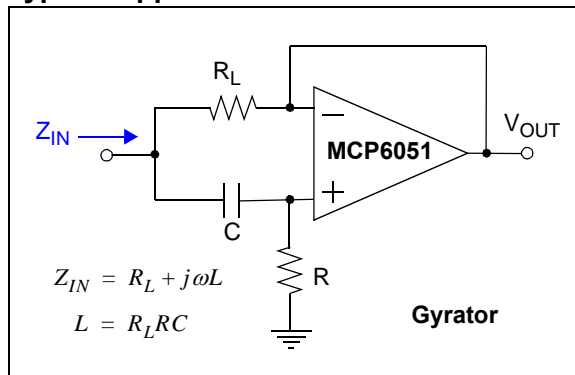 R_L
Z_IN
V_OUT
MCP6051
C
R
Z_IN = R_L + jωL
L = R_L RC
Gyrator